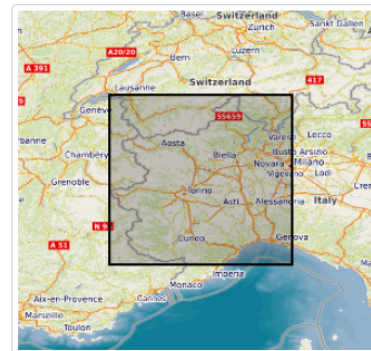 Basel
Switzerland
Zurich
Sankt Gallen
A20/20
Bern
Luzern
A 391
Lausanne
Switzerland
417
Genève
S5659
Varese
Lecco
Aosta
Biella
Busto Arsizio
Chambéry
Novara
Milano
Vigevano
Lodi
Grenoble
Torino
Asti
Alessandria
Italy
Cuneo
Genova
A 51
Imperia
Monaco
Aix-en-Provence
Cannes
Marseille
Toulon